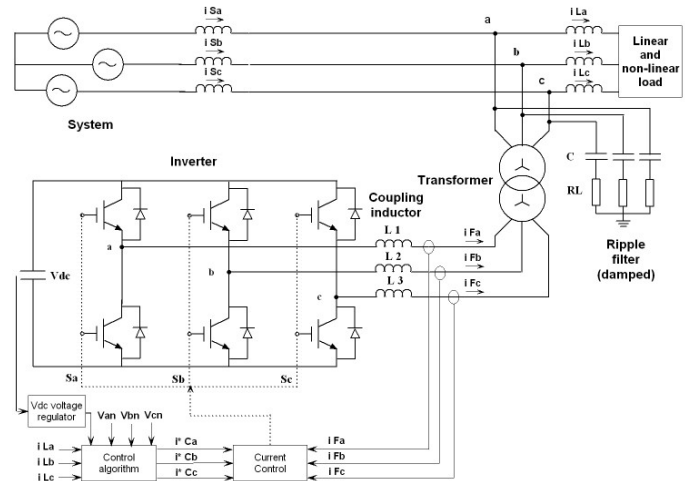 i Sa
i Sb
i Sc
System
a
b
c
i La
i Lb
i Lc
Linear
and
non-linear
load
Inverter
Transformer
Coupling
inductor
C
RL
Ripple
filter
(damped)
L 1
L 2
L 3
i Fa
i Fb
i Fc
a
b
c
Vdc
Sa
Sb
Sc
Vdc voltage
regulator
Van
Vbn
Vcn
i La
i Lb
i Lc
Control
algorithm
i* Ca
i* Cb
i* Cc
Current
Control
i Fa
i Fb
i Fc